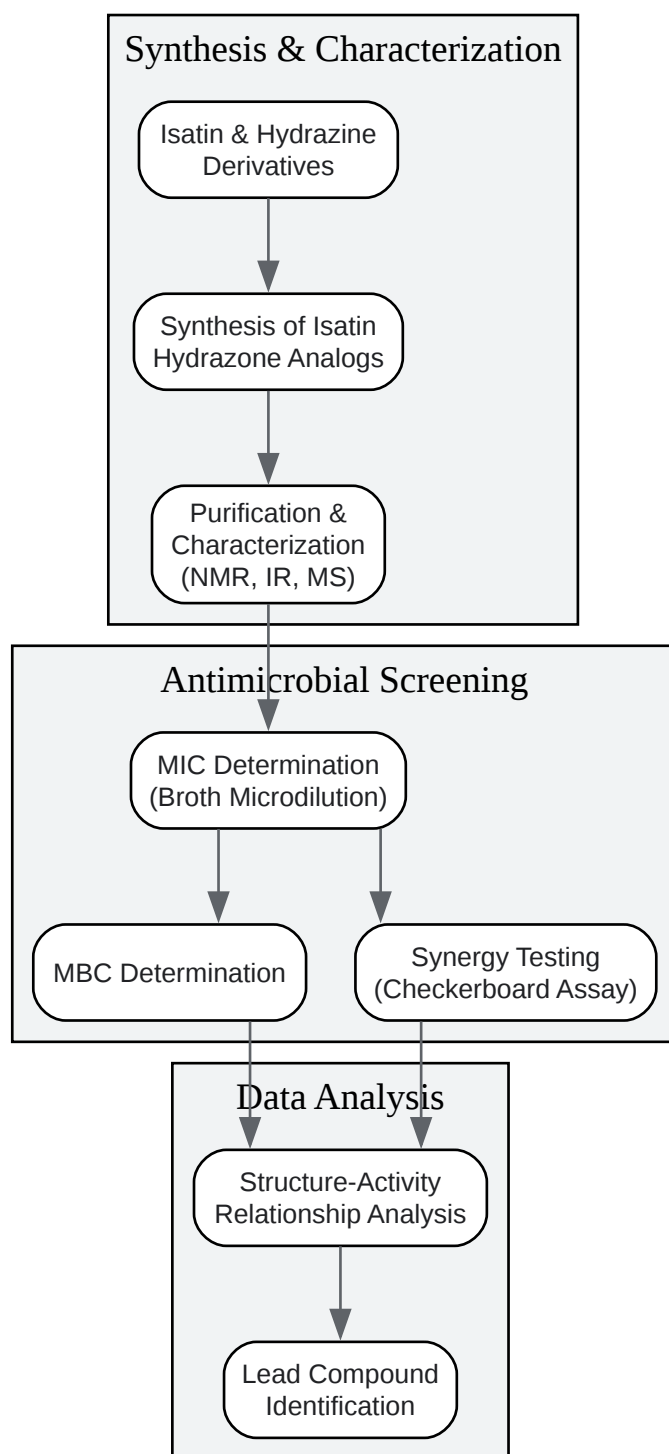 Synthesis & Characterization
Isatin & Hydrazine
Derivatives
Synthesis of Isatin
Hydrazone Analogs
Purification &
Characterization
(NMR, IR, MS)
Antimicrobial Screening
MIC Determination
(Broth Microdilution)
MBC Determination
Synergy Testing
(Checkerboard Assay)
Data Analysis
Structure-Activity
Relationship Analysis
Lead Compound
Identification